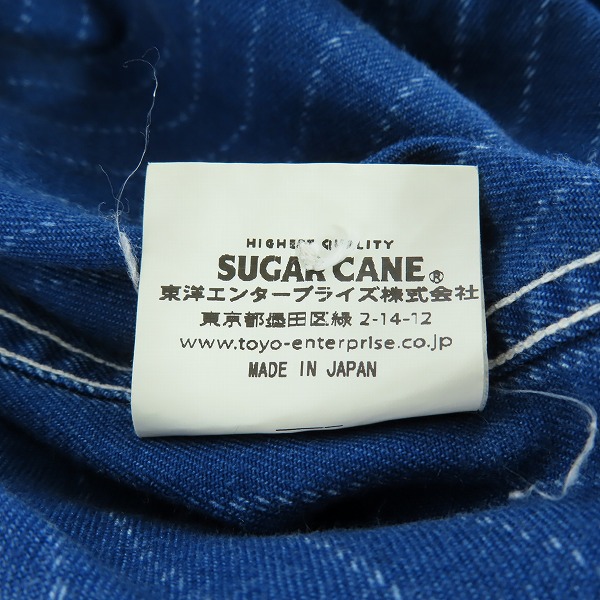 HIGHEST QUALITY
SUGAR CANE®
東洋エンタープライズ株式会社
東京都墨田区緑 2-14-12
www.toyo-enterprise.co.jp
MADE IN JAPAN